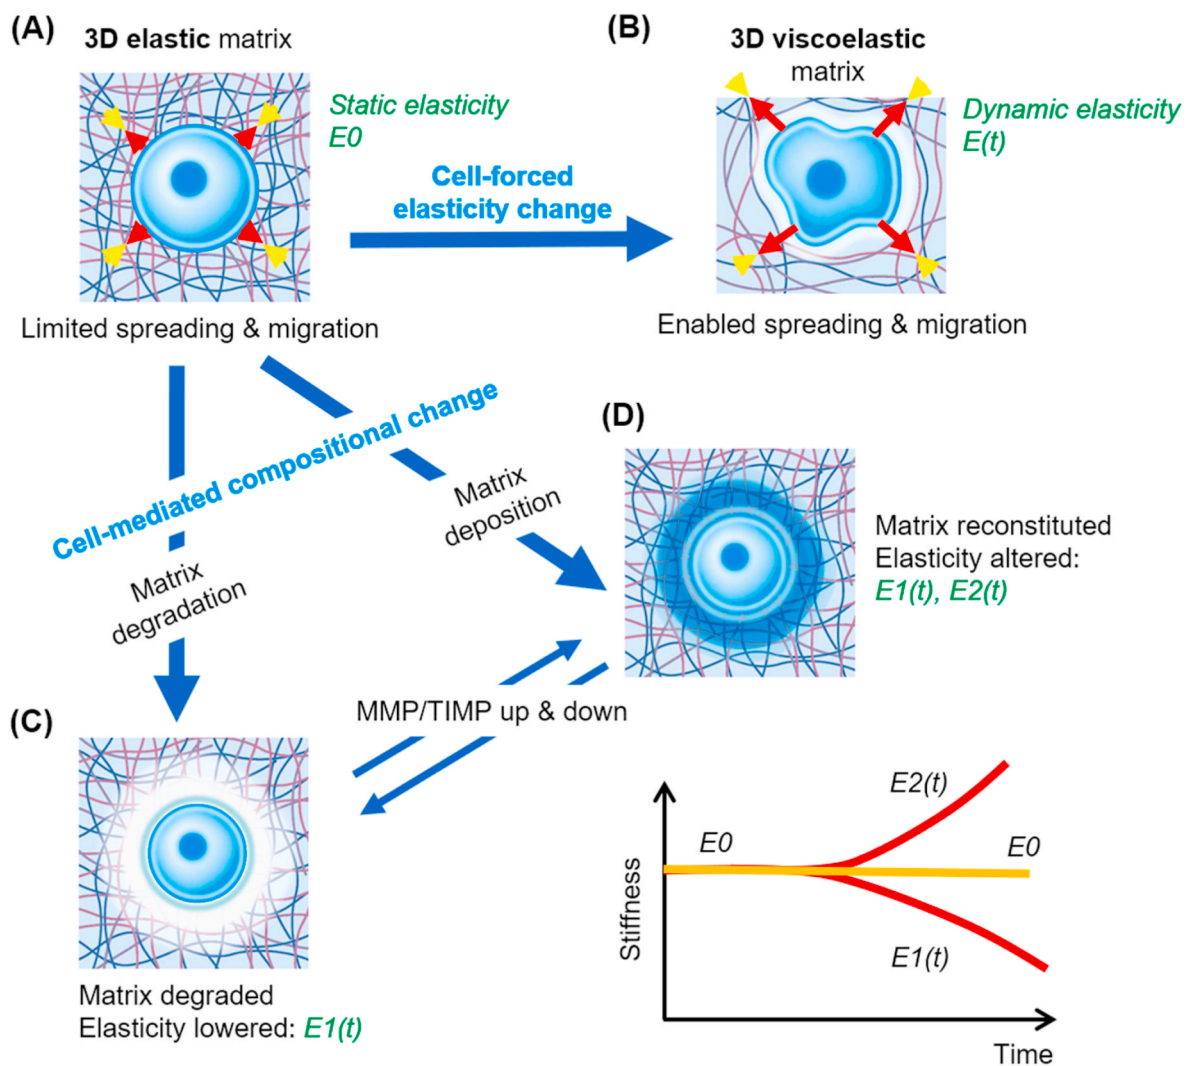 (A)
3D elastic matrix
Static elasticity
E0
Limited spreading & migration
Cell-forced
elasticity change
(B)
3D viscoelastic
matrix
Dynamic elasticity
E(t)
Enabled spreading & migration
Cell-mediated compositional change
Matrix
degradation
Matrix
deposition
(D)
Matrix reconstituted
Elasticity altered:
E1(t), E2(t)
MMP/TIMP up & down
(C)
Matrix degraded
Elasticity lowered: E1(t)
Stiffness
E0
E2(t)
E0
E1(t)
Time